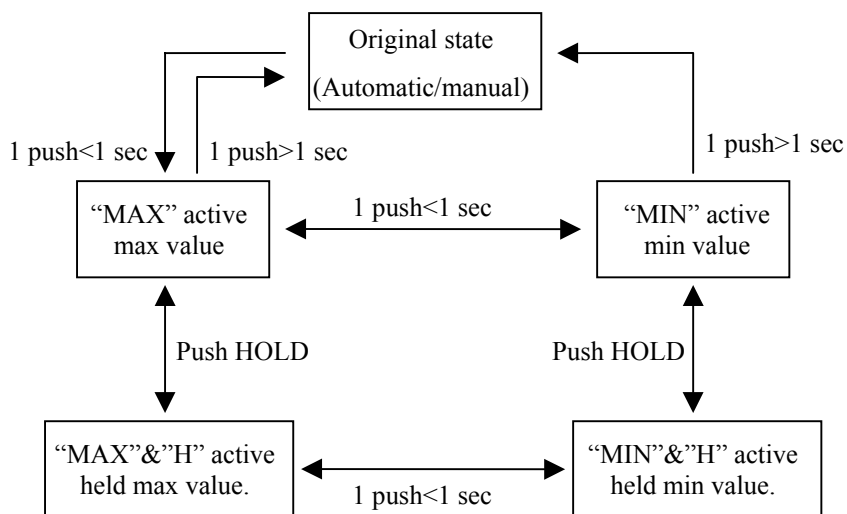 Original state
(Automatic/manual)
1 push<1 sec
1 push>1 sec
1 push>1 sec
“MAX” active
max value
1 push<1 sec
“MIN” active
min value
Push HOLD
Push HOLD
“MAX”&"H” active
held max value.
1 push<1 sec
“MIN”&"H” active
held min value.